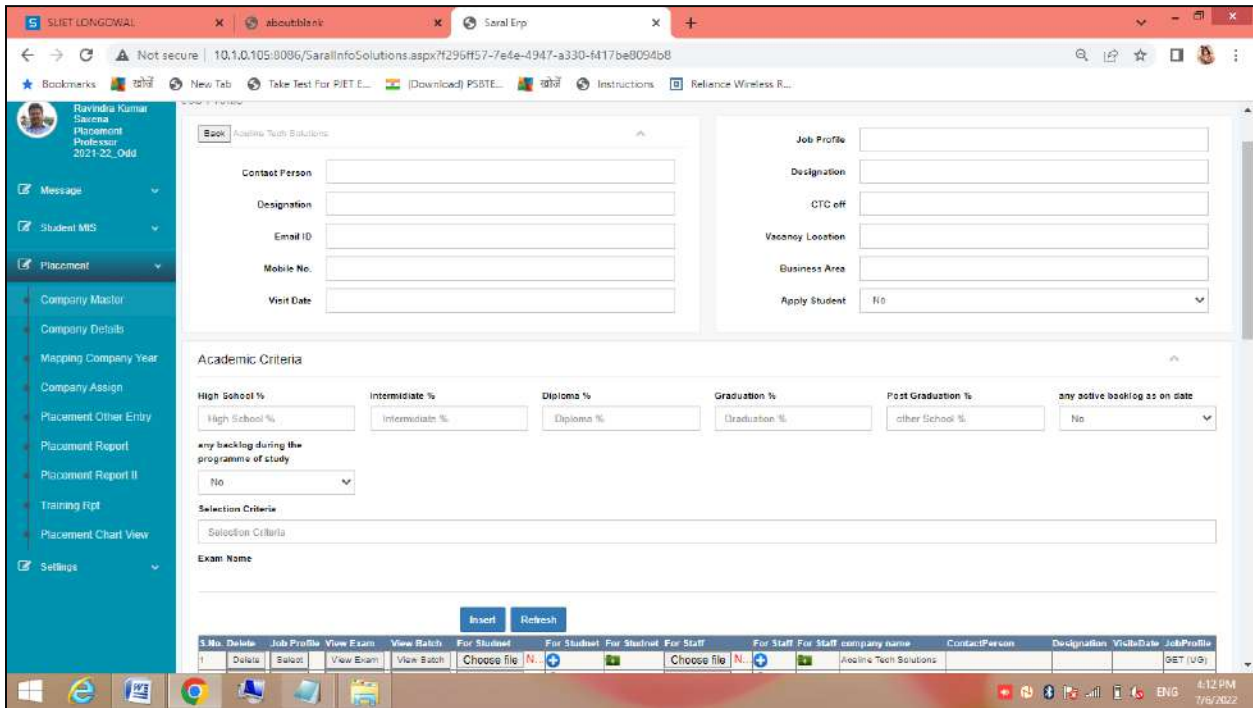 SLIET LONGOWAL
about:blank
Saral Erp
Not secure | 10.1.0.105:8086/SaralInfoSolutions.aspx?f296ff57-7e4e-4947-a330-f417be8094b8
Bookmarks खोजें New Tab Take Test For PJET E... (Download) PSBTE... खोजें Instructions Reliance Wireless R...
Ravindra Kumar
Saxena
Placement
Professor
2021-22_Odd
Message
Student MIS
Placement
Company Master
Company Details
Mapping Company Year
Company Assign
Placement Other Entry
Placement Report
Placement Report II
Training Rpt
Placement Chart View
Settings
Back Tech Solutions
Contact Person
Designation
Email ID
Mobile No.
Visit Date
Job Profile
Designation
CTC off
Vacancy Location
Business Area
Apply Student No
Academic Criteria
High School % Intermidiate % Diploma % Graduation % Post Graduation % any active backlog as on date
High School % Intermediate % Diploma % Graduation % other School % No
any backlog during the
programme of study
No
Selection Criteria
Selection Criteria
Exam Name
Insert Refresh
S.No. Delete Job Profile View Exam View Batch For Studnet For Studnet For Studnet For Staff For Staff For Staff company name ContactPerson Designation VisiteDate JobProfile
1 Delete Select View Exam View Batch Choose file N... Choose file N... Tech Solutions GET (UG)
ENG
4:12 PM
7/6/2022